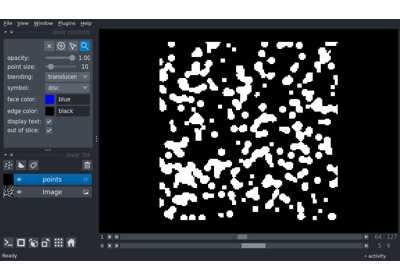 File View Window Plugins Help
layer controls
opacity: 1.00
point size: 10
blending: translucen
symbol: disc
face color: blue
edge color: black
display text:
out of slice:
layer list
points
Image
1 64 127
0 5 9
Ready activity